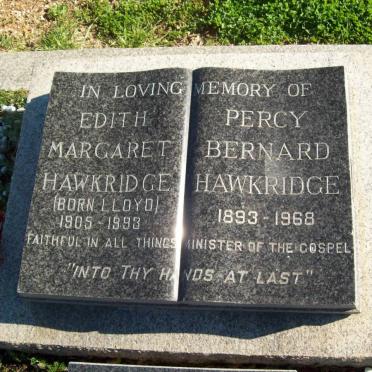 IN LOVING MEMORY OF
EDITH
MARGARET
HAWKRIDGE
(BORN LLOYD)
1905-1993
FAITHFUL IN ALL THINGS
PERCY
BERNARD
HAWKRIDGE
1893-1968
MINISTER OF THE GOSPEL
"INTO THY HANDS AT LAST"